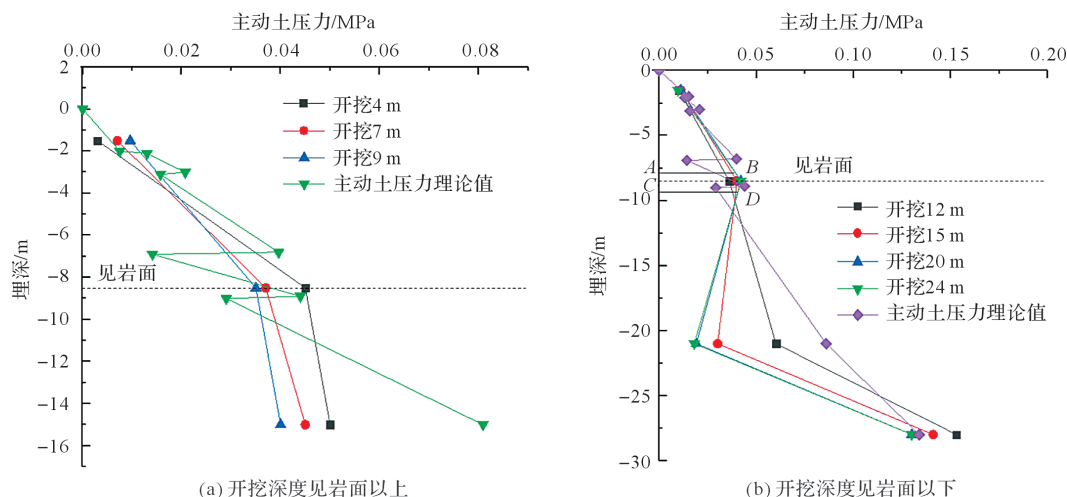 主动土压力/MPa
0.00 0.02 0.04 0.06 0.08
2
0
−2
−4
−6
−8
−10
−12
−14
−16
埋深/m
开挖4 m
开挖7 m
开挖9 m
主动土压力理论值
见岩面
(a) 开挖深度见岩面以上
主动土压力/MPa
0.00 0.05 0.10 0.15 0.20
0
−5
−10
−15
−20
−25
−30
埋深/m
A B
C D
见岩面
开挖12 m
开挖15 m
开挖20 m
开挖24 m
主动土压力理论值
(b) 开挖深度见岩面以下